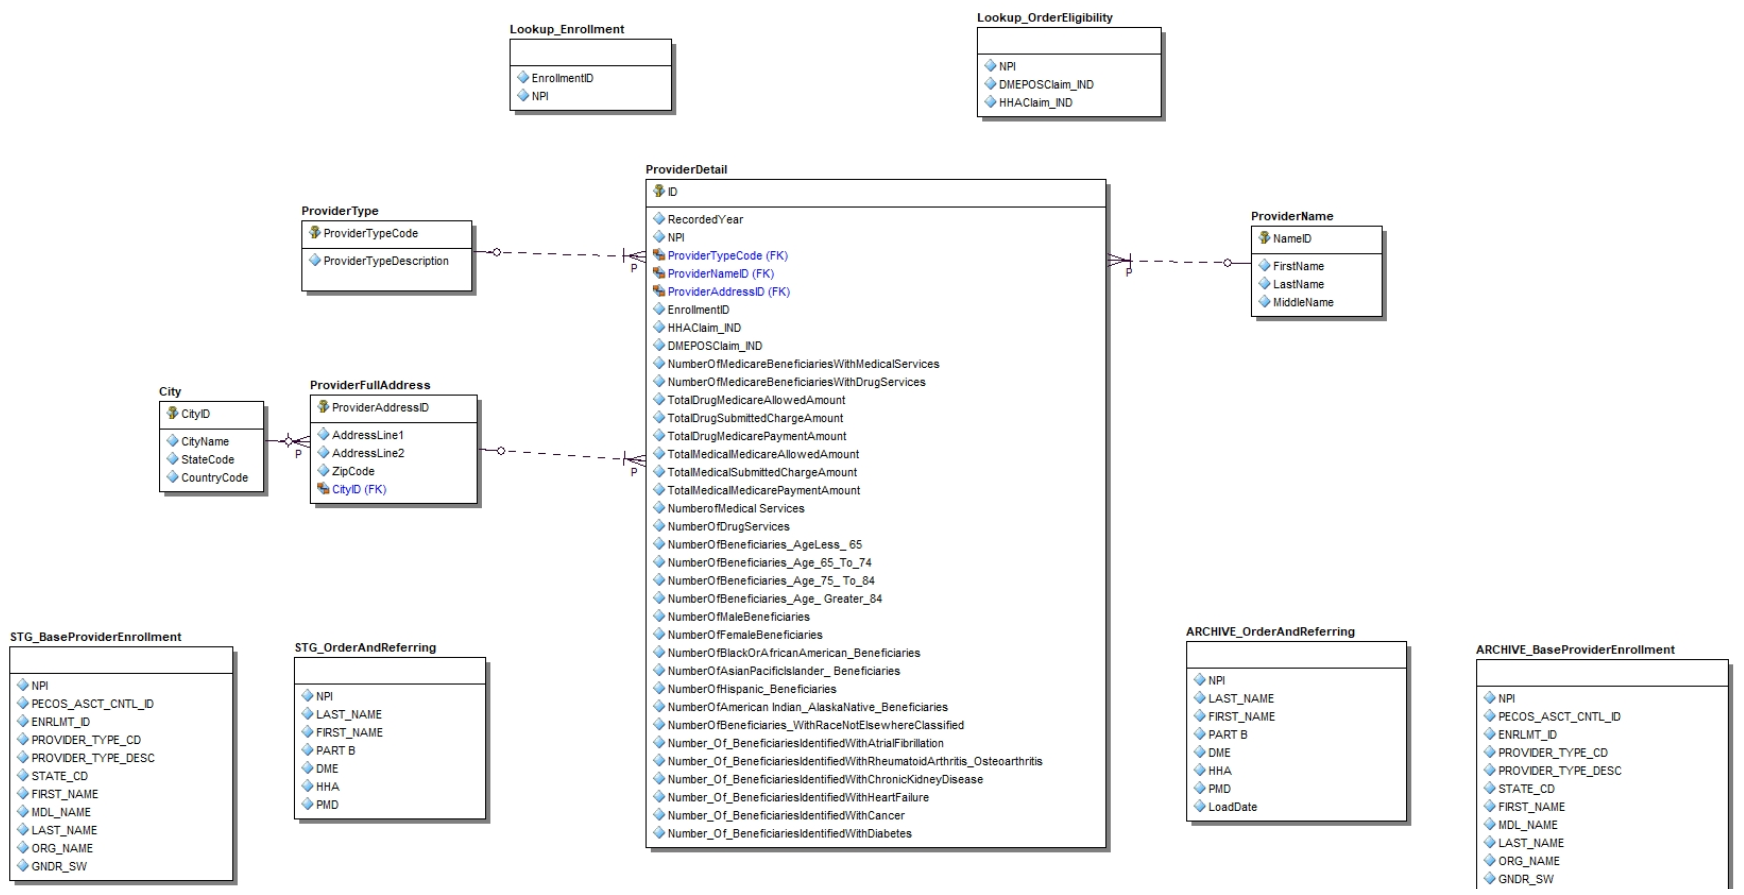 Lookup_Enrollment
EnrollmentID
NPI
Lookup_OrderEligibility
NPI
DMEPOSClaim_IND
HHAClaim_IND
ProviderType
ProviderTypeCode
ProviderTypeDescription
ProviderDetail
ID
RecordedYear
NPI
ProviderTypeCode (FK)
ProviderNameID (FK)
ProviderAddressID (FK)
EnrollmentID
HHAClaim_IND
DMEPOSClaim_IND
NumberOfMedicareBeneficiariesWithMedicalServices
NumberOfMedicareBeneficiariesWithDrugServices
TotalDrugMedicareAllowedAmount
TotalDrugSubmittedChargeAmount
TotalDrugMedicarePaymentAmount
TotalMedicalMedicareAllowedAmount
TotalMedicalSubmittedChargeAmount
TotalMedicalMedicarePaymentAmount
NumberofMedical Services
NumberOfDrugServices
NumberOfBeneficiaries_AgeLess_ 65
NumberOfBeneficiaries_Age_65_To_74
NumberOfBeneficiaries_Age_75_ To_84
NumberOfBeneficiaries_Age_ Greater_84
NumberOfMaleBeneficiaries
NumberOfFemaleBeneficiaries
NumberOfBlackOrAfricanAmerican_Beneficiaries
NumberOfAsianPacificIslander_ Beneficiaries
NumberOfHispanic_Beneficiaries
NumberOfAmerican Indian_AlaskaNative_Beneficiaries
NumberOfBeneficiaries_WithRaceNotElsewhereClassified
Number_Of_BeneficiariesIdentifiedWithAtrialFibrillation
Number_Of_BeneficiariesIdentifiedWithRheumatoidArthritis_Osteoarthritis
Number_Of_BeneficiariesIdentifiedWithChronicKidneyDisease
Number_Of_BeneficiariesIdentifiedWithHeartFailure
Number_Of_BeneficiariesIdentifiedWithCancer
Number_Of_BeneficiariesIdentifiedWithDiabetes
P
P
P
P
ProviderName
NameID
FirstName
LastName
MiddleName
City
CityID
CityName
StateCode
CountryCode
ProviderFullAddress
ProviderAddressID
AddressLine1
AddressLine2
ZipCode
CityID (FK)
STG_BaseProviderEnrollment
NPI
PECOS_ASCT_CNTL_ID
ENRLMT_ID
PROVIDER_TYPE_CD
PROVIDER_TYPE_DESC
STATE_CD
FIRST_NAME
MDL_NAME
LAST_NAME
ORG_NAME
GNDR_SW
STG_OrderAndReferring
NPI
LAST_NAME
FIRST_NAME
PART B
DME
HHA
PMD
ARCHIVE_OrderAndReferring
NPI
LAST_NAME
FIRST_NAME
PART B
DME
HHA
PMD
LoadDate
ARCHIVE_BaseProviderEnrollment
NPI
PECOS_ASCT_CNTL_ID
ENRLMT_ID
PROVIDER_TYPE_CD
PROVIDER_TYPE_DESC
STATE_CD
FIRST_NAME
MDL_NAME
LAST_NAME
ORG_NAME
GNDR_SW